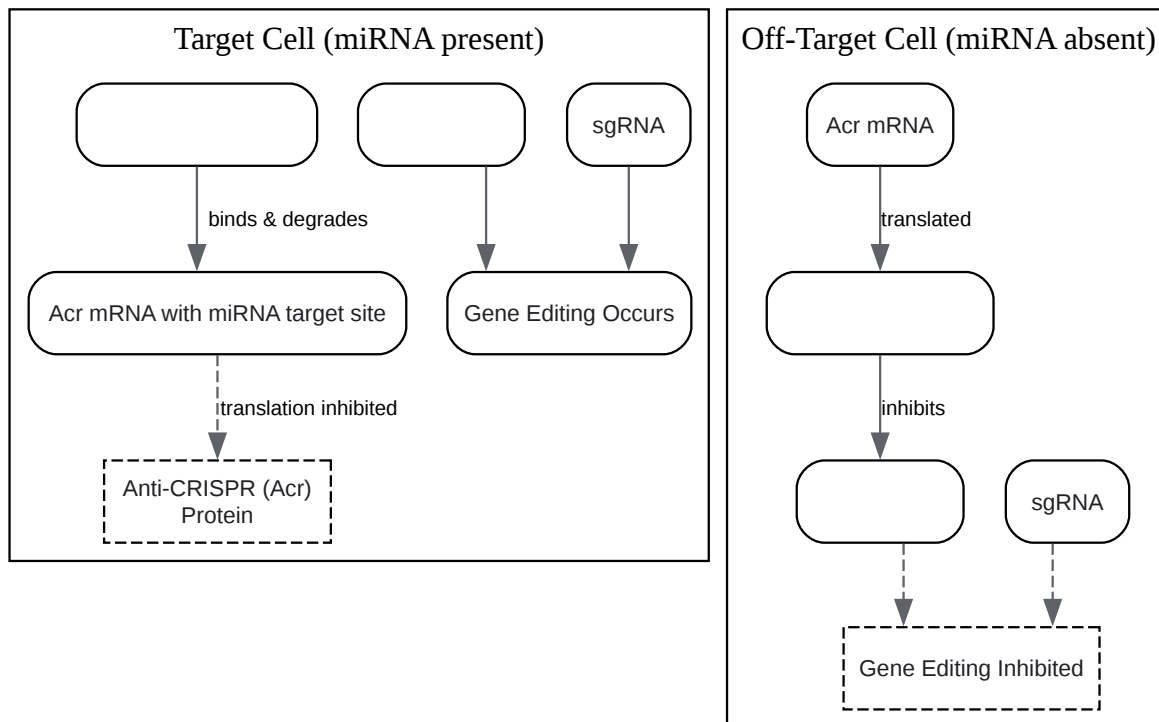 Target Cell (miRNA present)
sgRNA
binds & degrades
Acr mRNA with miRNA target site
Gene Editing Occurs
translation inhibited
Anti-CRISPR (Acr)
Protein
Off-Target Cell (miRNA absent)
Acr mRNA
translated
inhibits
sgRNA
Gene Editing Inhibited